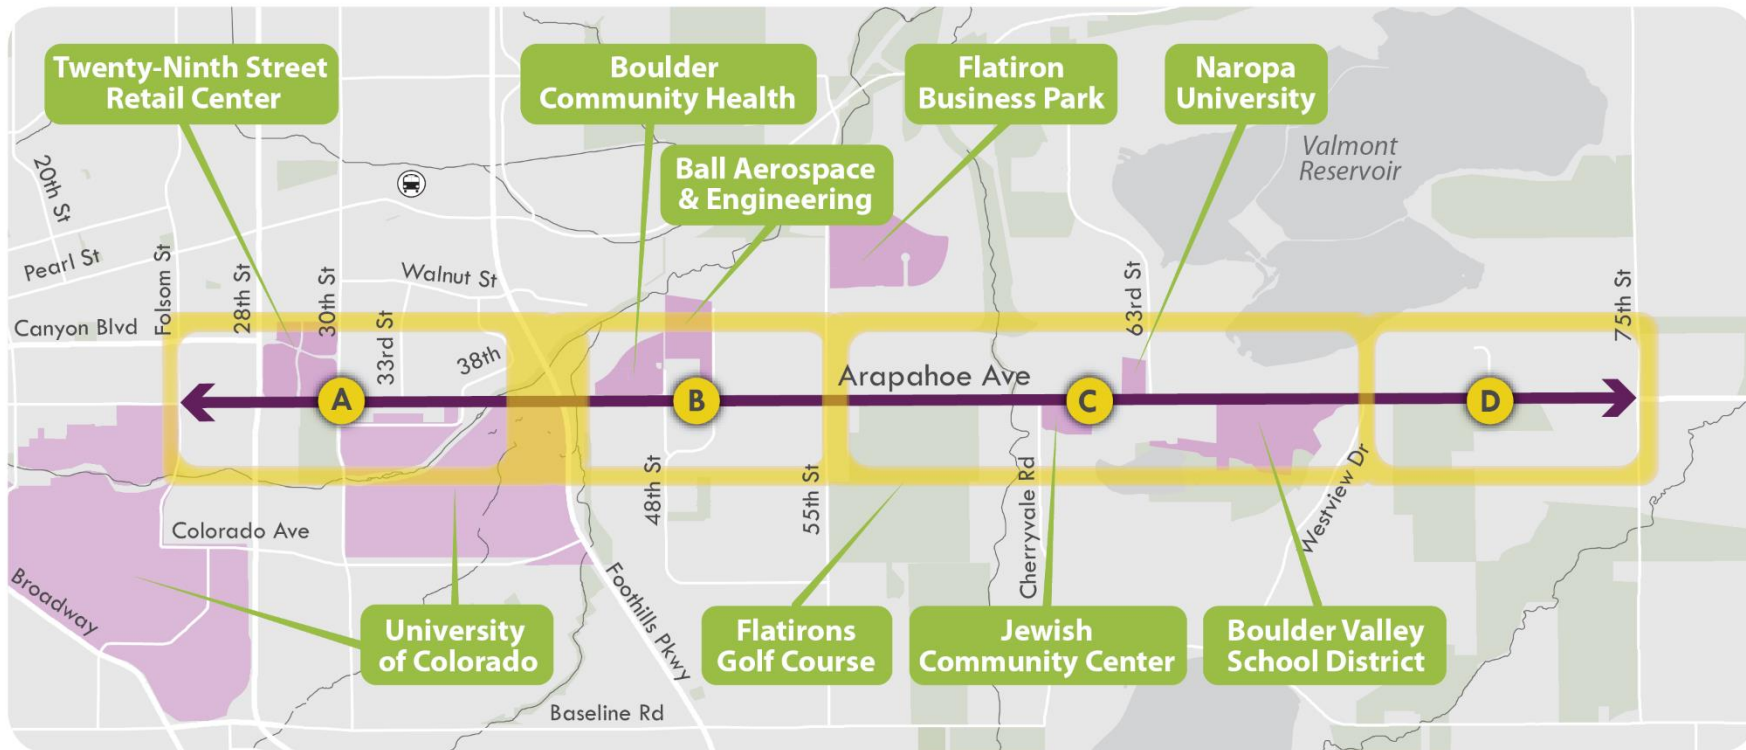 Twenty-Ninth Street
Retail Center
Boulder
Community Health
Flatiron
Business Park
Naropa
University
Ball Aerospace
& Engineering
Valmont
Reservoir
20th St
Pearl St
Folsom St
28th St
30th St
Walnut St
63rd St
75th St
Canyon Blvd
33rd St
38th
Arapahoe Ave
A
B
C
D
48th St
55th St
Cherryvale Rd
Westview Dr
Colorado Ave
Broadway
Foothills Pkwy
University
of Colorado
Flatirons
Golf Course
Jewish
Community Center
Boulder Valley
School District
Baseline Rd